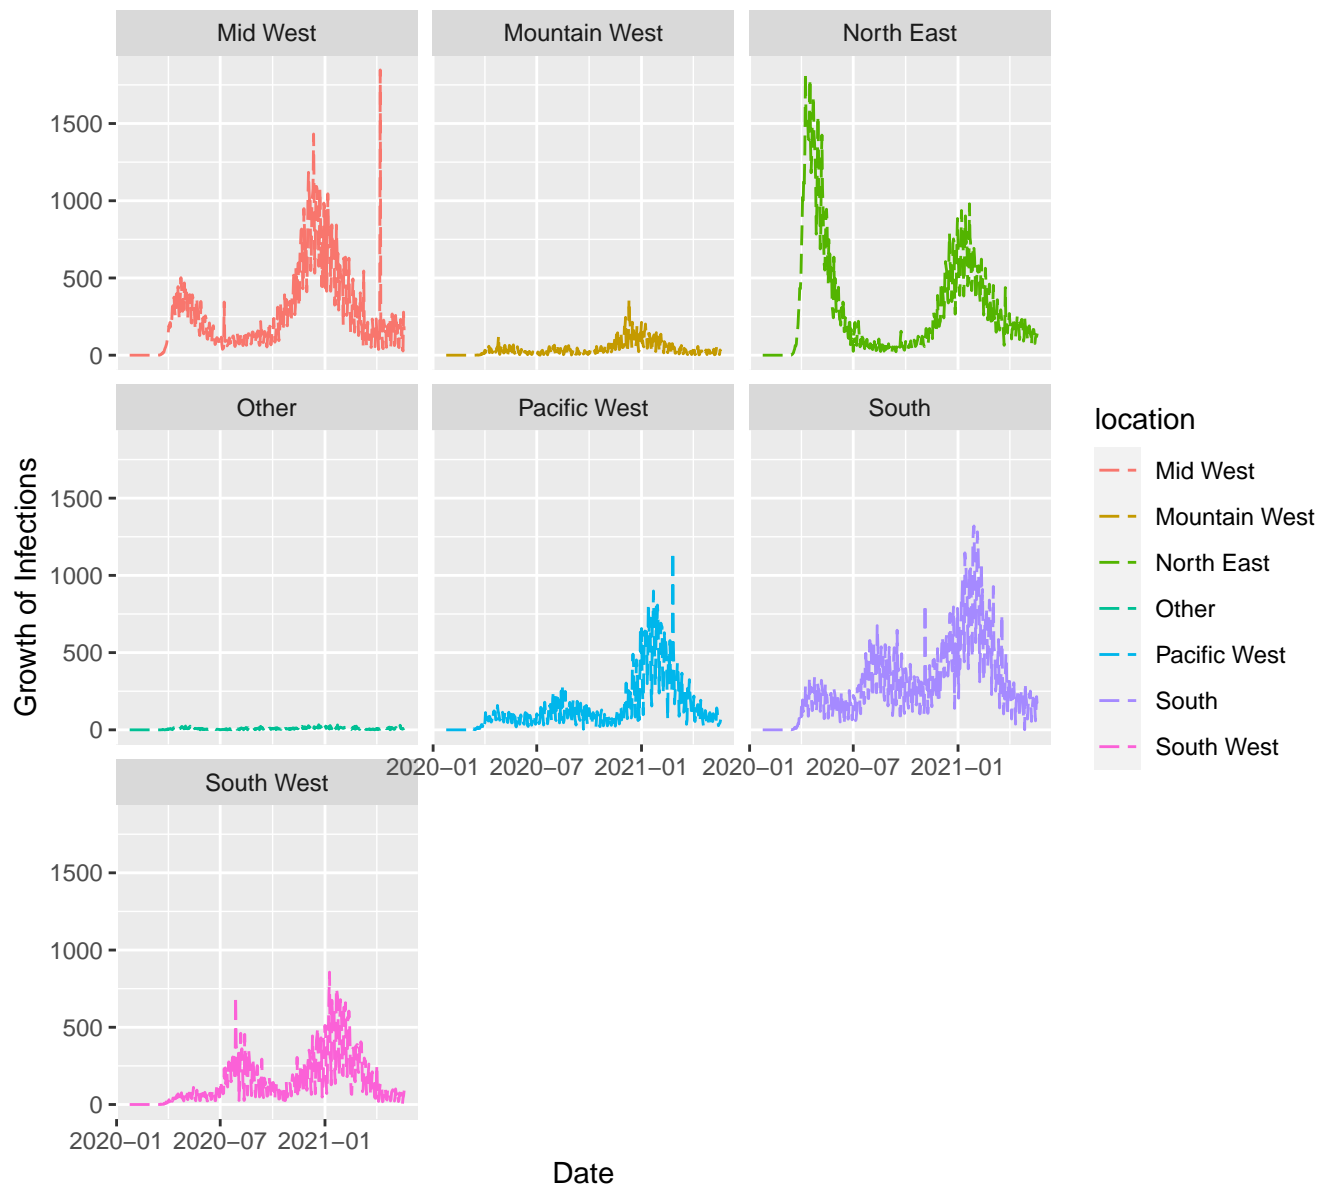 Mid West
Mountain West
North East
1500
1000
500
0
Other
Pacific West
South
1500
1000
500
0
2020–01 2020–07 2021–01
2020–01 2020–07 2021–01
South West
1500
1000
500
0
2020–01 2020–07 2021–01
Growth of Infections
Date
location
Mid West
Mountain West
North East
Other
Pacific West
South
South West